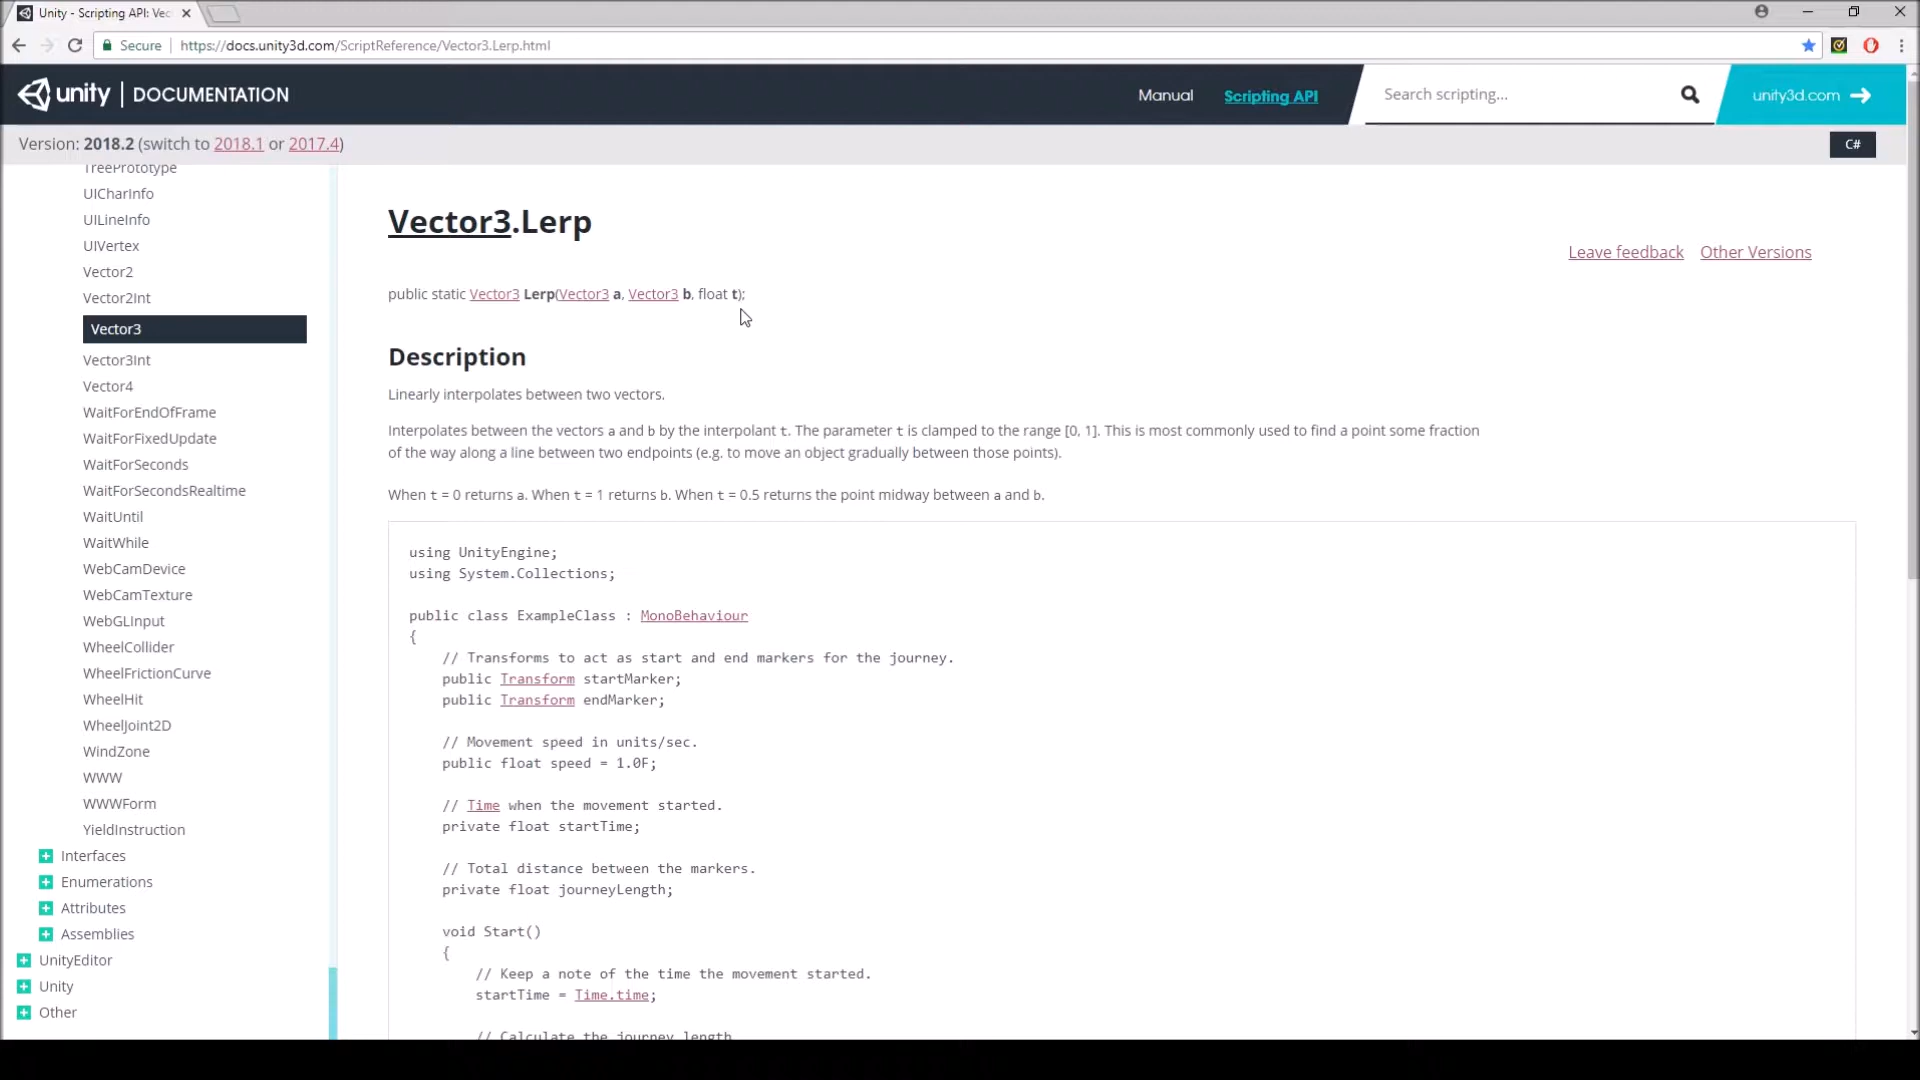 Unity - Scripting API: Vec
Secure https://docs.unity3d.com/ScriptReference/Vector3.Lerp.html
unity DOCUMENTATION
Manual
Scripting API
Search scripting...
unity3d.com
Version: 2018.2 (switch to 2018.1 or 2017.4)
C#
TreePrototype
UICharInfo
UILineInfo
UIVertex
Vector2
Vector2Int
Vector3
Vector3Int
Vector4
WaitForEndOfFrame
WaitForFixedUpdate
WaitForSeconds
WaitForSecondsRealtime
WaitUntil
WaitWhile
WebCamDevice
WebCamTexture
WebGLInput
WheelCollider
WheelFrictionCurve
WheelHit
WheelJoint2D
WindZone
WWW
WWWForm
YieldInstruction
Interfaces
Enumerations
Attributes
Assemblies
UnityEditor
Unity
Other
Vector3.Lerp
Leave feedback Other Versions
public static Vector3 Lerp(Vector3 a, Vector3 b, float t);
Description
Linearly interpolates between two vectors.
Interpolates between the vectors a and b by the interpolant t. The parameter t is clamped to the range [0, 1]. This is most commonly used to find a point some fraction
of the way along a line between two endpoints (e.g. to move an object gradually between those points).
When t = 0 returns a. When t = 1 returns b. When t = 0.5 returns the point midway between a and b.
using UnityEngine;
using System.Collections;
public class ExampleClass : MonoBehaviour
{
// Transforms to act as start and end markers for the journey.
public Transform startMarker;
public Transform endMarker;
// Movement speed in units/sec.
public float speed = 1.0F;
// Time when the movement started.
private float startTime;
// Total distance between the markers.
private float journeyLength;
void Start()
{
// Keep a note of the time the movement started.
startTime = Time.time;
// Calculate the journey length